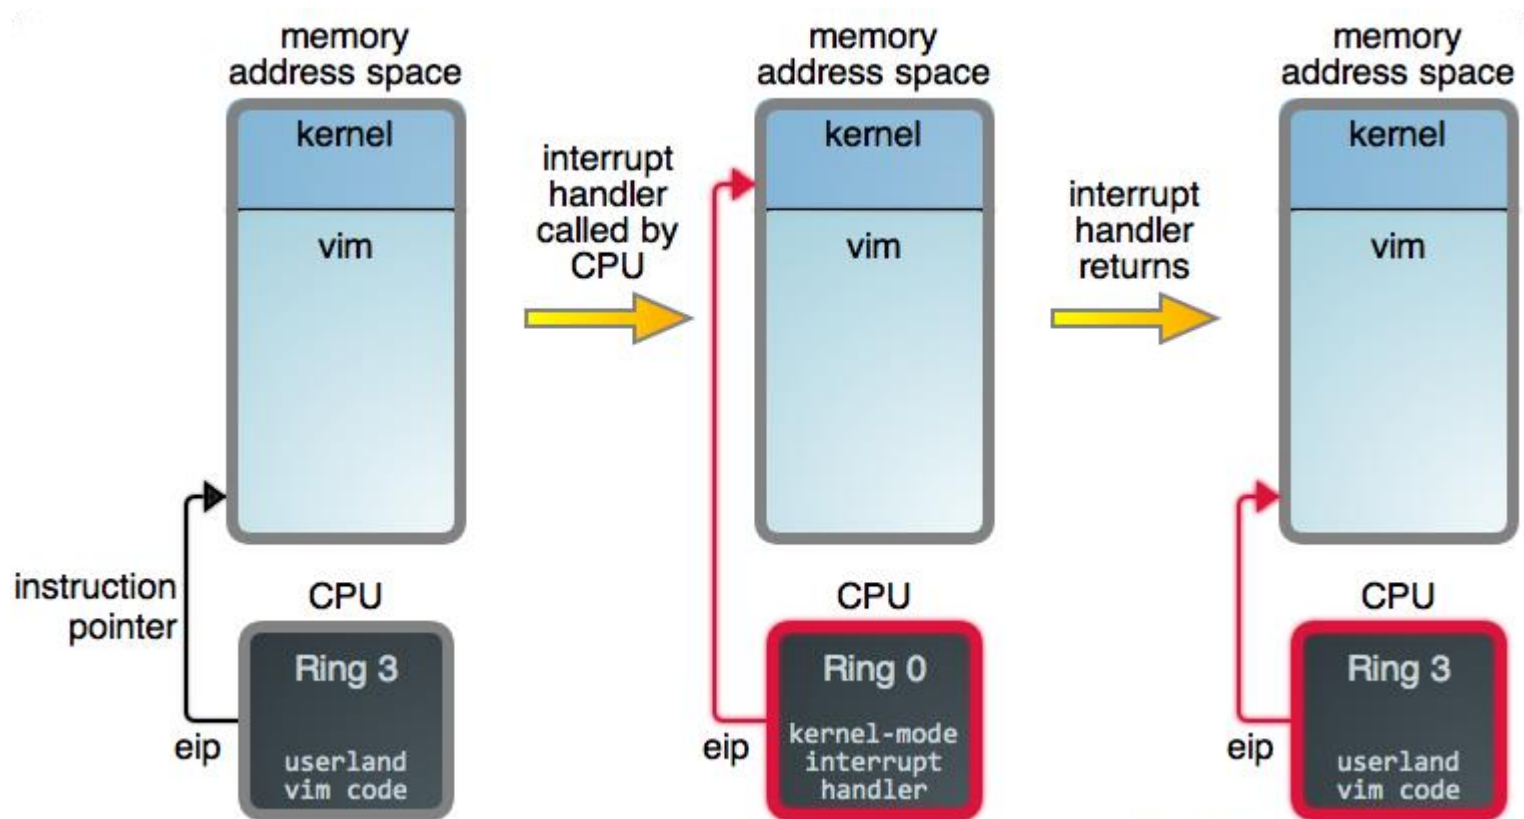 memory
address space
kernel
vim
instruction
pointer
eip
CPU
Ring 3
userland
vim code
interrupt
handler
called by
CPU
memory
address space
kernel
vim
eip
CPU
Ring 0
kernel-mode
interrupt
handler
interrupt
handler
returns
memory
address space
kernel
vim
eip
CPU
Ring 3
userland
vim code